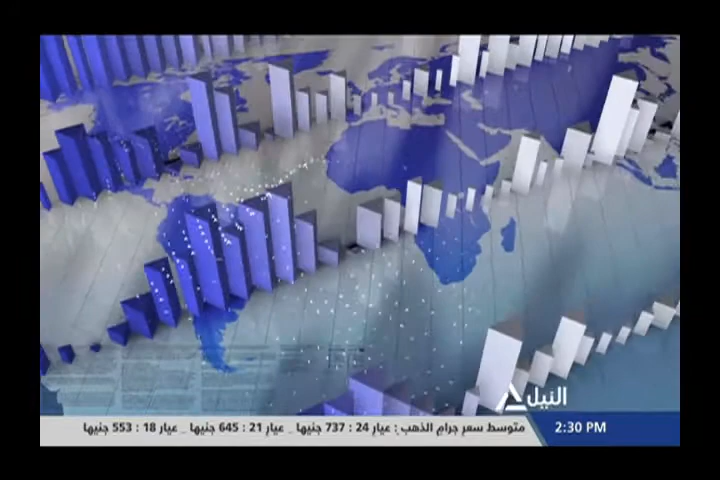 النيل
متوسط سعر جرام الذهب : عيار 24 : 737 جنيها _ عيار 21 : 645 جنيها _ عيار 18 : 553 جنيها
2:30 PM